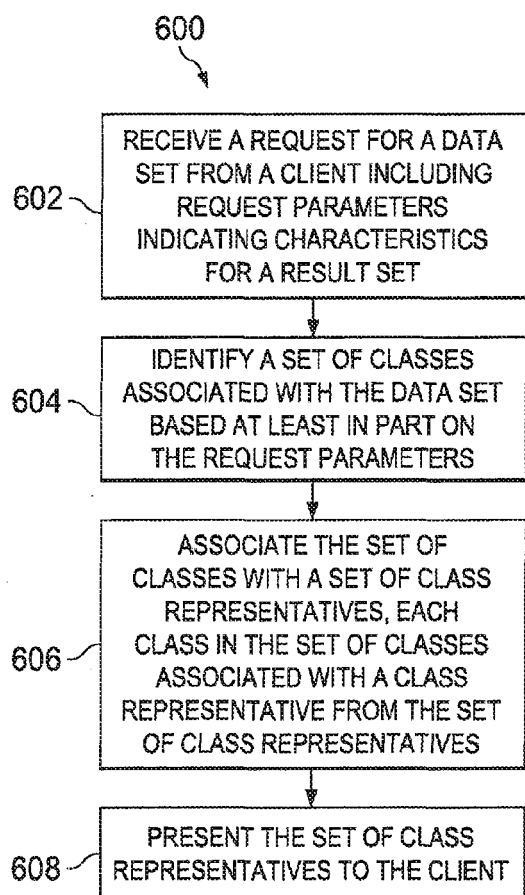 600
RECEIVE A REQUEST FOR A DATA
SET FROM A CLIENT INCLUDING
REQUEST PARAMETERS
INDICATING CHARACTERISTICS
FOR A RESULT SET
602
IDENTIFY A SET OF CLASSES
ASSOCIATED WITH THE DATA SET
BASED AT LEAST IN PART ON
THE REQUEST PARAMETERS
604
ASSOCIATE THE SET OF
CLASSES WITH A SET OF CLASS
REPRESENTATIVES, EACH
CLASS IN THE SET OF CLASSES
ASSOCIATED WITH A CLASS
REPRESENTATIVE FROM THE SET
OF CLASS REPRESENTATIVES
606
PRESENT THE SET OF CLASS
REPRESENTATIVES TO THE CLIENT
608